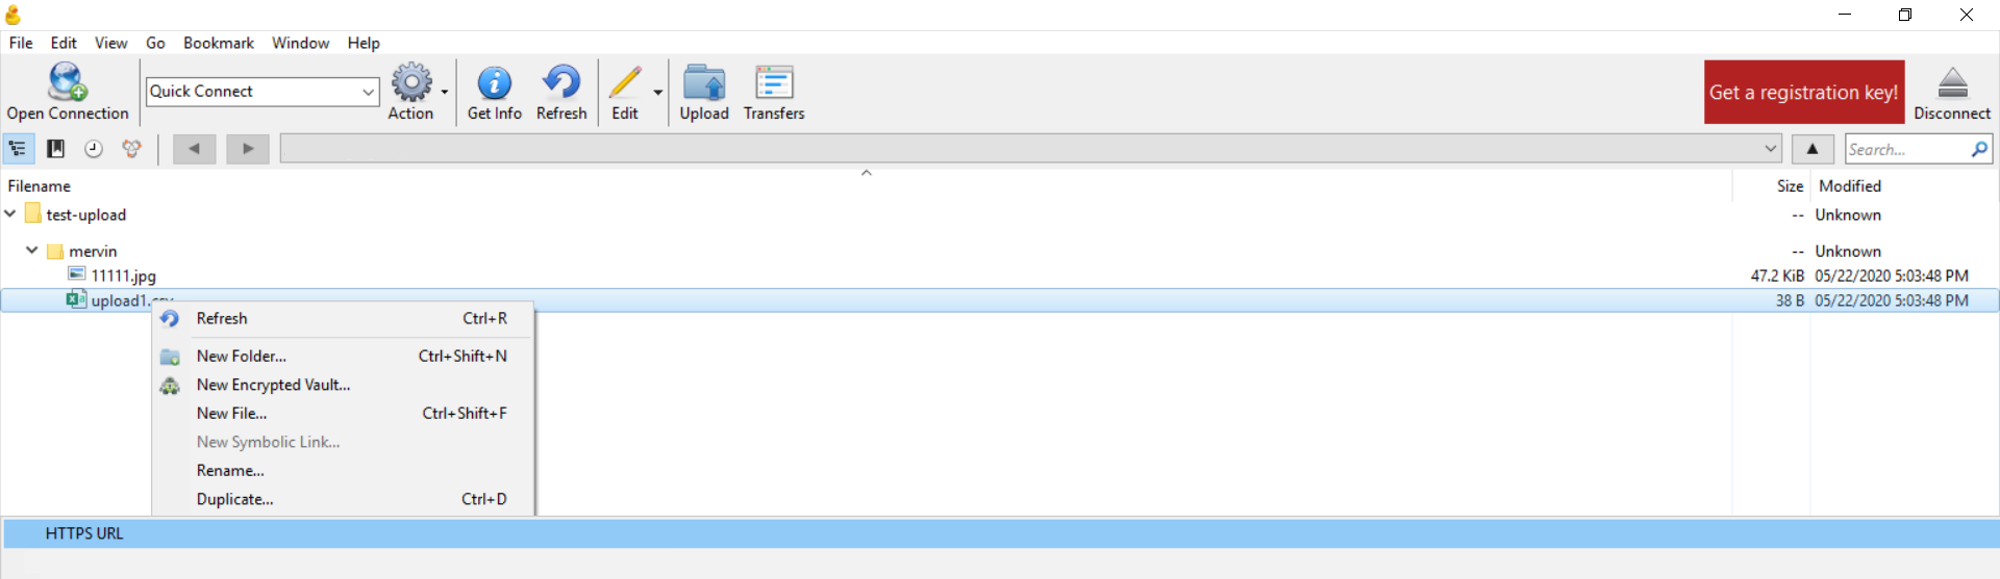 File Edit View Go Bookmark Window Help
Open Connection Quick Connect Action Get Info Refresh Edit Upload Transfers Get a registration key! Disconnect
Search...
Filename Size Modified
test-upload -- Unknown
mervin -- Unknown
11111.jpg 47.2 KiB 05/22/2020 5:03:48 PM
upload1.csv 38 B 05/22/2020 5:03:48 PM
Refresh Ctrl+R
New Folder... Ctrl+Shift+N
New Encrypted Vault...
New File... Ctrl+Shift+F
New Symbolic Link...
Rename...
Duplicate... Ctrl+D
HTTPS URL